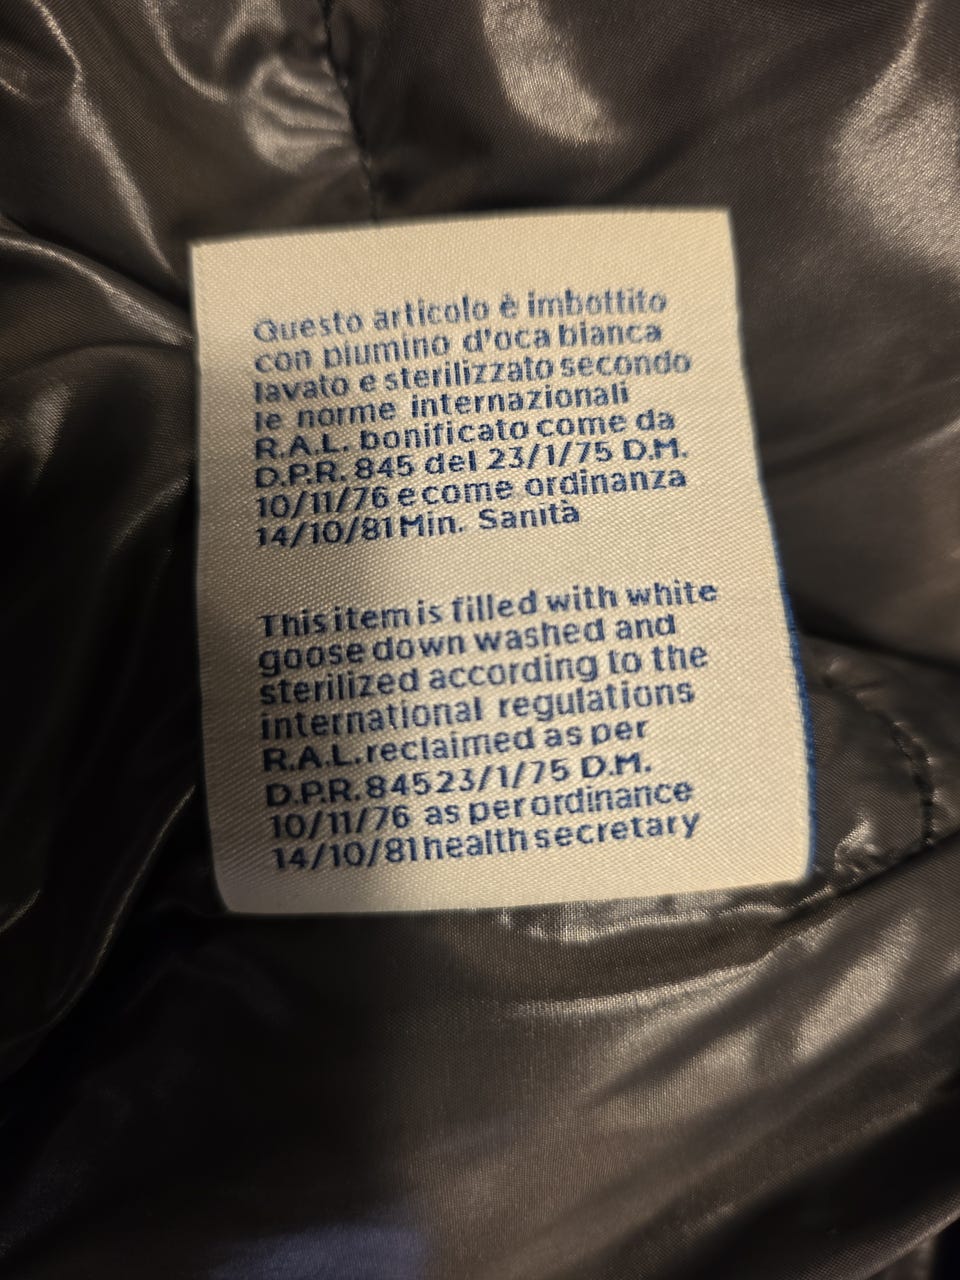 Questo articolo è imbottito
con piumino d'oca bianca
lavato e sterilizzato secondo
le norme internazionali
R.A.L. bonificato come da
D.P.R. 845 del 23/1/75 D.M.
10/11/76 e come ordinanza
14/10/81 Min. Sanità
This item is filled with white
goose down washed and
sterilized according to the
international regulations
R.A.L. reclaimed as per
D.P.R. 845 23/1/75 D.M.
10/11/76 as per ordinance
14/10/81 health secretary